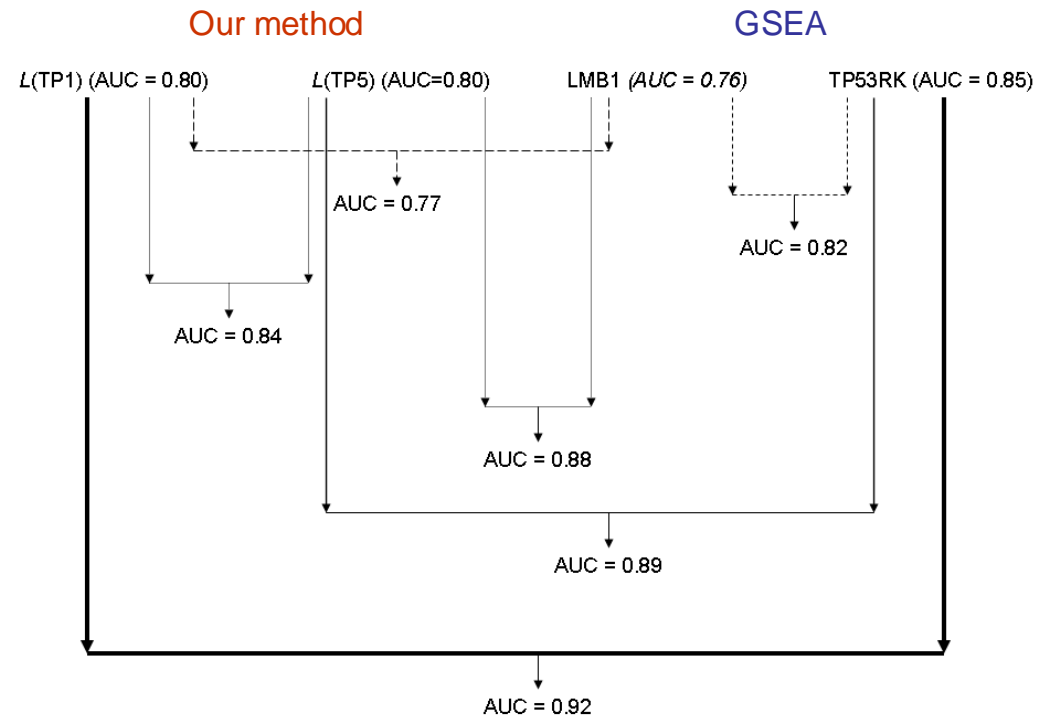 Our method
GSEA
L(TP1) (AUC = 0.80)
L(TP5) (AUC=0.80)
LMB1 (AUC = 0.76)
TP53RK (AUC = 0.85)
AUC = 0.77
AUC = 0.82
AUC = 0.84
AUC = 0.88
AUC = 0.89
AUC = 0.92